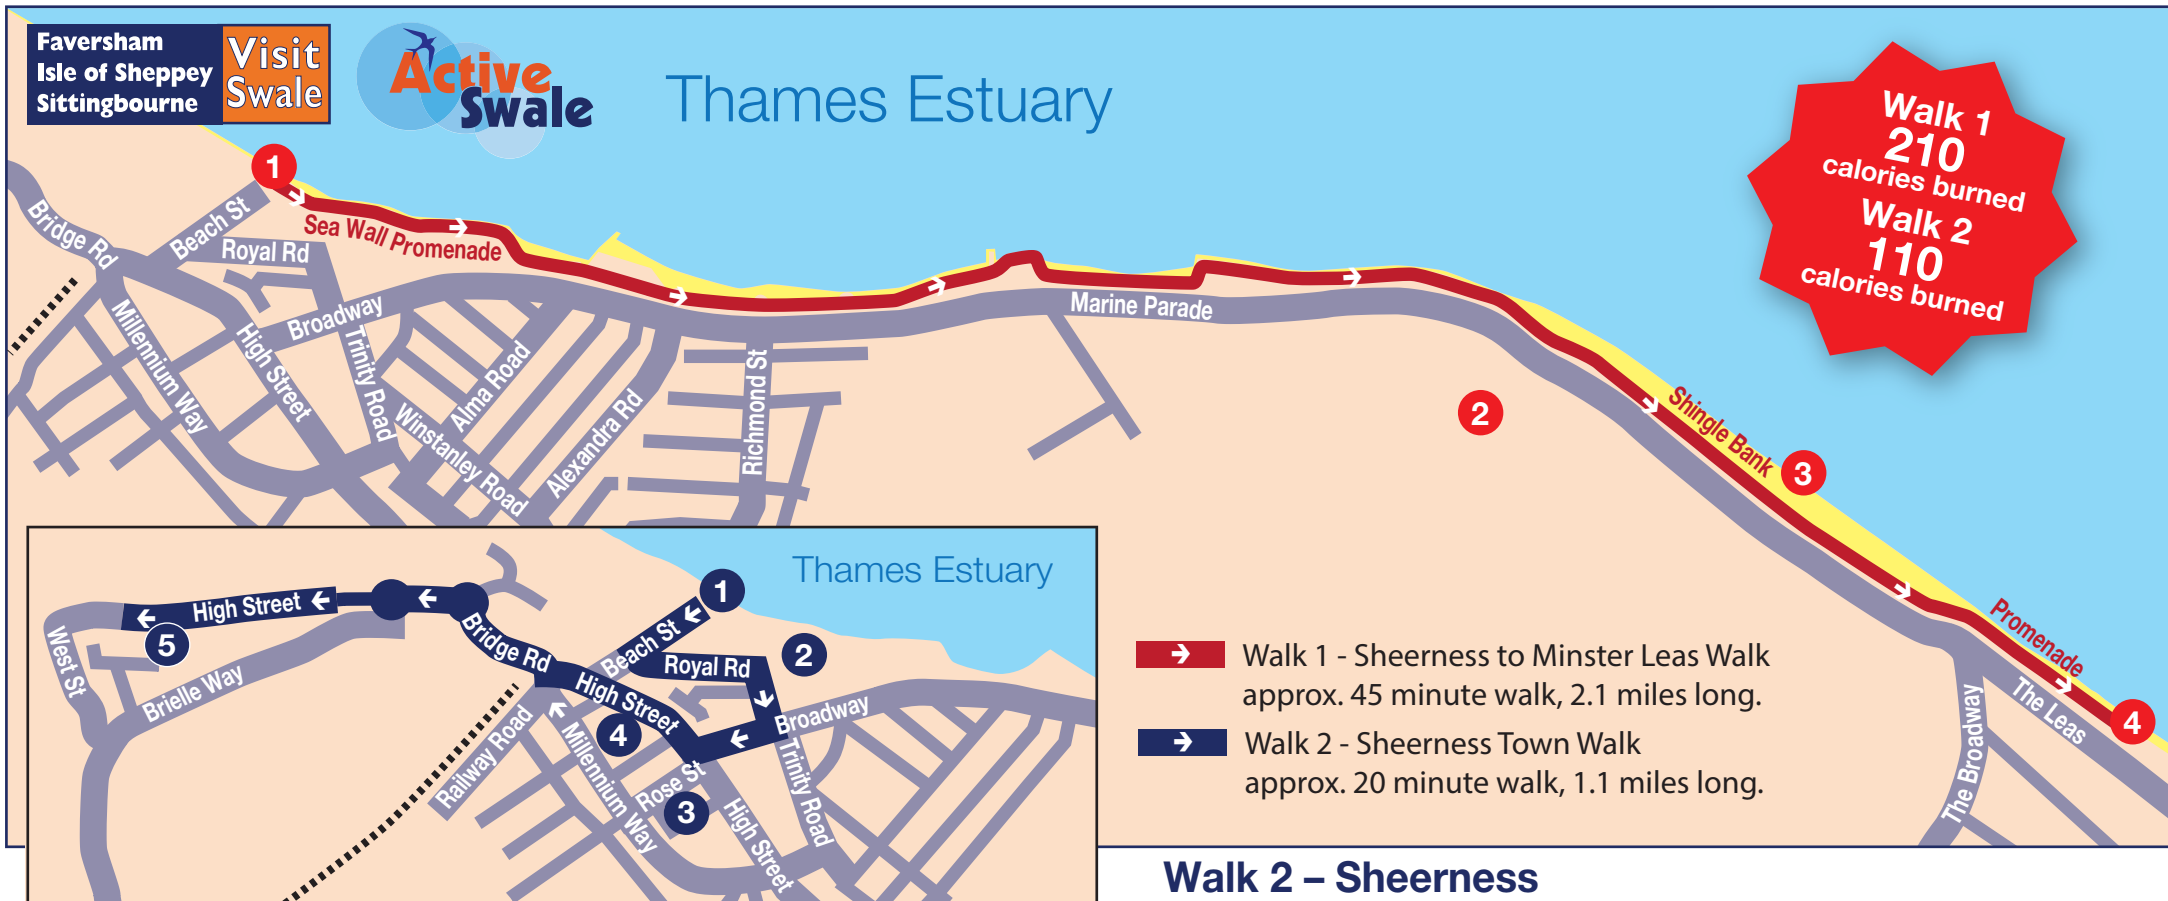 Faversham
Isle of Sheppey
Sittingbourne
Visit
Swale
Active
Swale
Thames Estuary
Walk 1
210
calories burned
Walk 2
110
calories burned
1
Sea Wall Promenade
Bridge Rd
Beach St
Royal Rd
Broadway
Millennium Way
High Street
Trinity Road
Winstanley Road
Alma Road
Alexandra Rd
Richmond St
Marine Parade
2
Shingle Bank
3
Promenade
The Leas
4
The Broadway
Thames Estuary
1
High Street
5
West St
Brielle Way
Bridge Rd
Beach St
Royal Rd
2
High Street
4
Broadway
Railway Road
Millennium Way
Rose St
3
High Street
Trinity Road
Walk 1 - Sheerness to Minster Leas Walk
approx. 45 minute walk, 2.1 miles long.
Walk 2 - Sheerness Town Walk
approx. 20 minute walk, 1.1 miles long.
Walk 2 – Sheerness